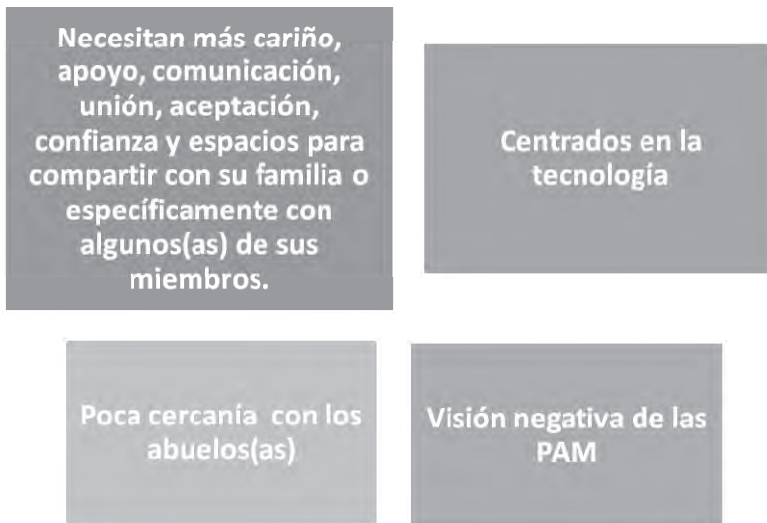 Necesitan más cariño,
apoyo, comunicación,
unión, aceptación,
confianza y espacios para
compartir con su familia o
específicamente con
algunos(as) de sus
miembros.
Centrados en la
tecnología
Poca cercanía con los
abuelos(as)
Visión negativa de las
PAM